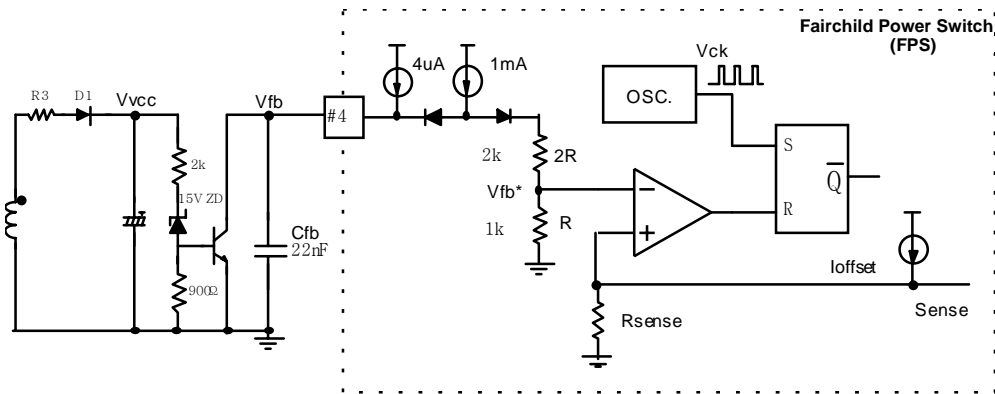 Fairchild Power Switch
(FPS)
Vck
4uA
1mA
OSC.
R3
D1
Vvcc
Vfb
#4
2k
15V ZD
900Ω
Cfb
22nF
2k
2R
Vfb*
1k
R
S
Q
R
Ioffset
Rsense
Sense